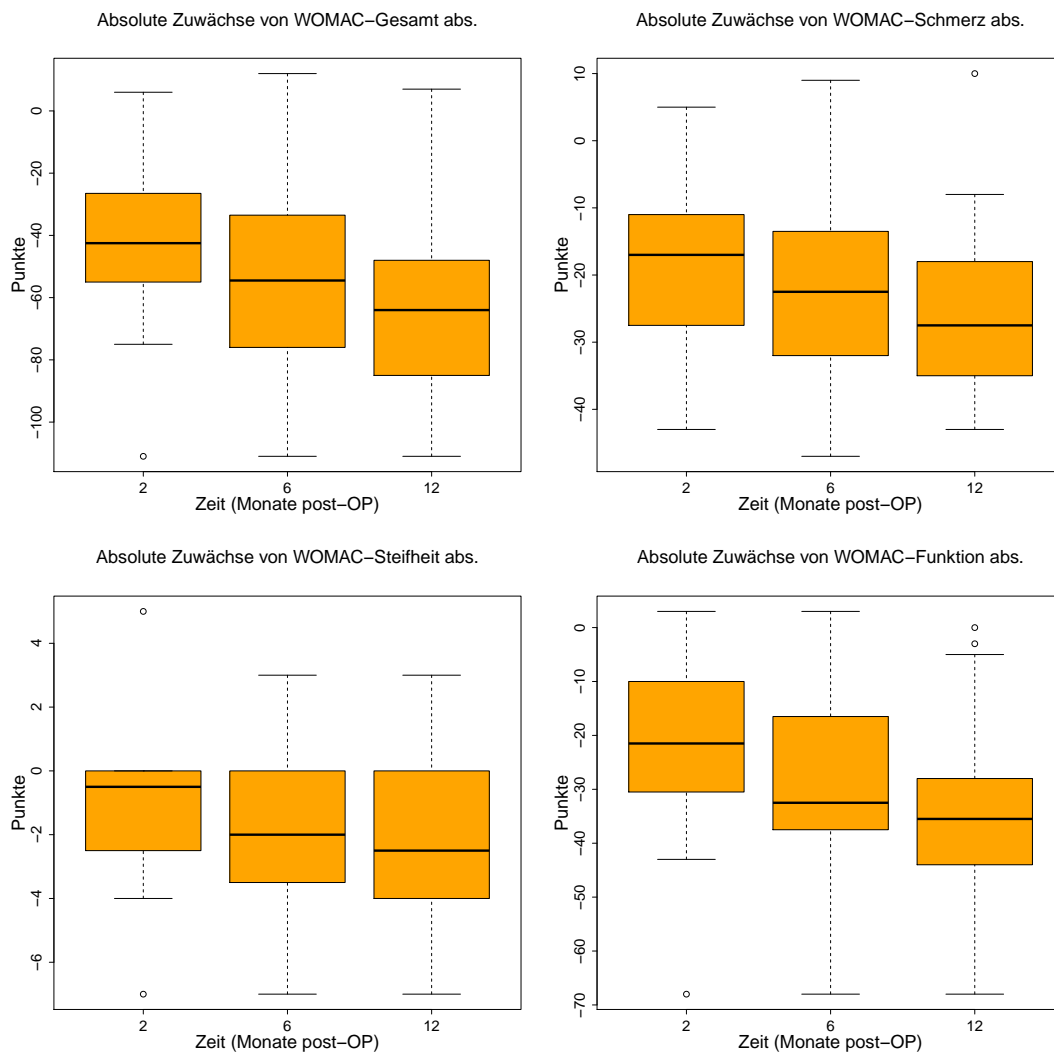 Absolute Zuwächse von WOMAC−Gesamt abs.
Punkte
0
−20
−40
−60
−80
−100
2 6 12
Zeit (Monate post−OP)
Absolute Zuwächse von WOMAC−Schmerz abs.
Punkte
10
0
−10
−20
−30
−40
2 6 12
Zeit (Monate post−OP)
Absolute Zuwächse von WOMAC−Steifheit abs.
Punkte
4
2
0
−2
−4
−6
2 6 12
Zeit (Monate post−OP)
Absolute Zuwächse von WOMAC−Funktion abs.
Punkte
0
−10
−20
−30
−40
−50
−60
−70
2 6 12
Zeit (Monate post−OP)